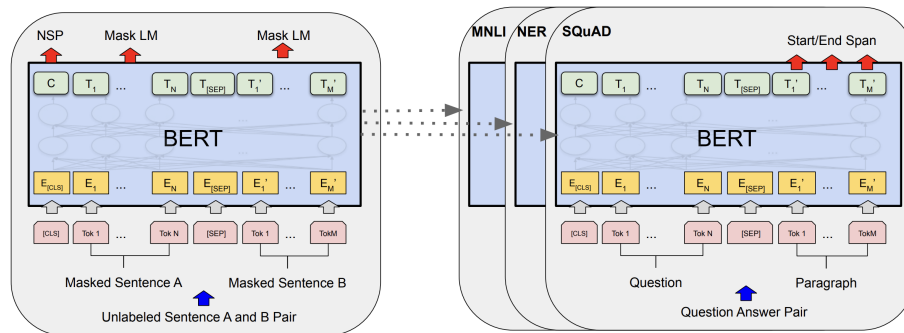 NSP Mask LM Mask LM
C T1 ... TN T[SEP] T1' ... TM'
BERT
E[CLS] E1 ... EN E[SEP] E1' ... EM'
[CLS] Tok 1 ... Tok N [SEP] Tok 1 ... TokM
Masked Sentence A Masked Sentence B
Unlabeled Sentence A and B Pair
MNLI NER SQuAD
Start/End Span
C T1 ... TN T[SEP] T1' ... TM'
BERT
E[CLS] E1 ... EN E[SEP] E1' ... EM'
[CLS] Tok 1 ... Tok N [SEP] Tok 1 ... TokM
Question Paragraph
Question Answer Pair